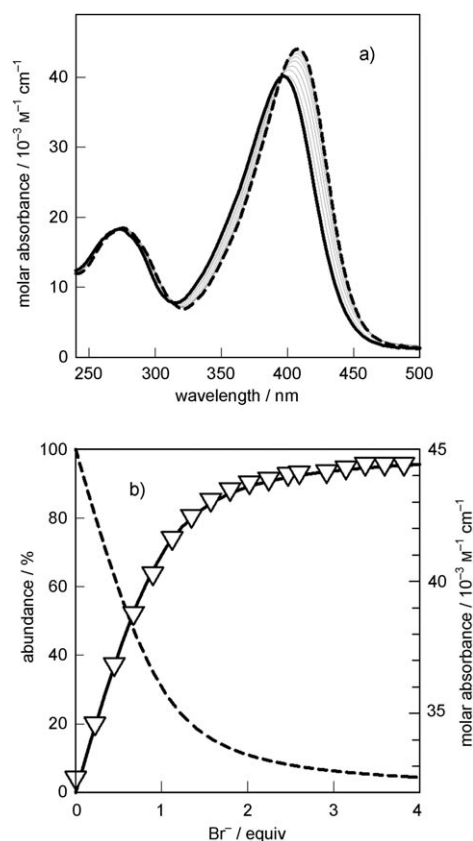 a)
molar absorbance / 10⁻³ M⁻¹ cm⁻¹
40
30
20
10
0
250 300 350 400 450 500
wavelength / nm
b)
abundance / %
100
80
60
40
20
0
molar absorbance / 10⁻³ M⁻¹ cm⁻¹
45
40
35
0 1 2 3 4
Br⁻ / equiv